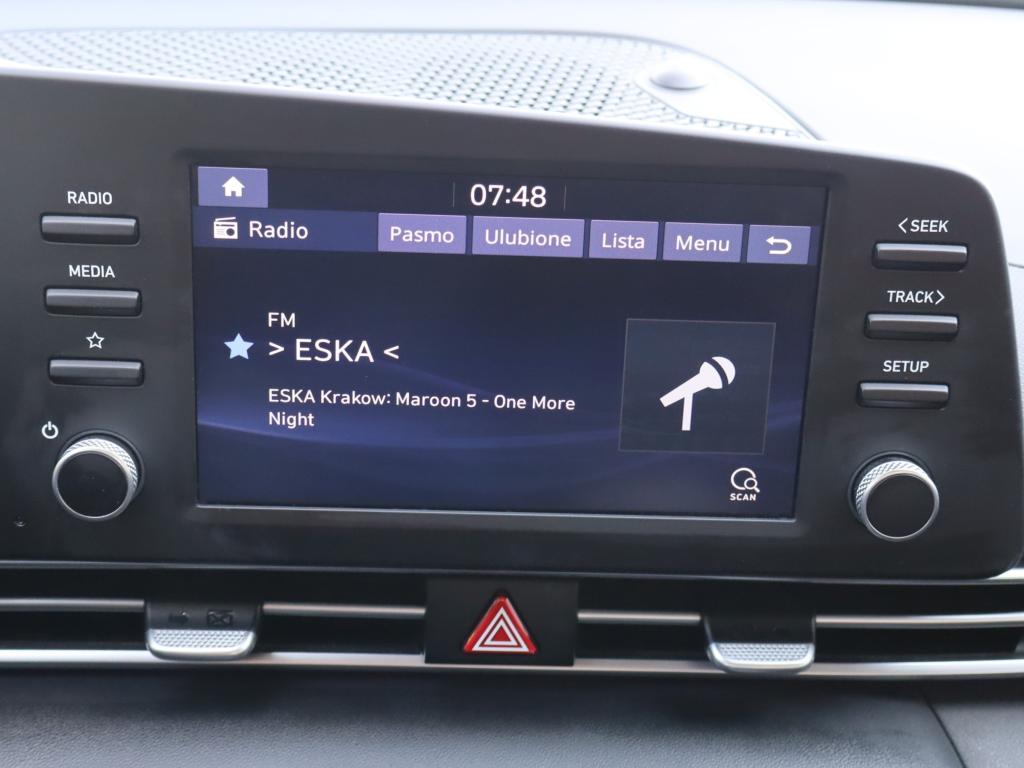 07:48
RADIO
MEDIA
Radio
Pasmo
Ulubione
Lista
Menu
FM
> ESKA <
ESKA Krakow: Maroon 5 - One More
Night
SCAN
<SEEK
TRACK>
SETUP